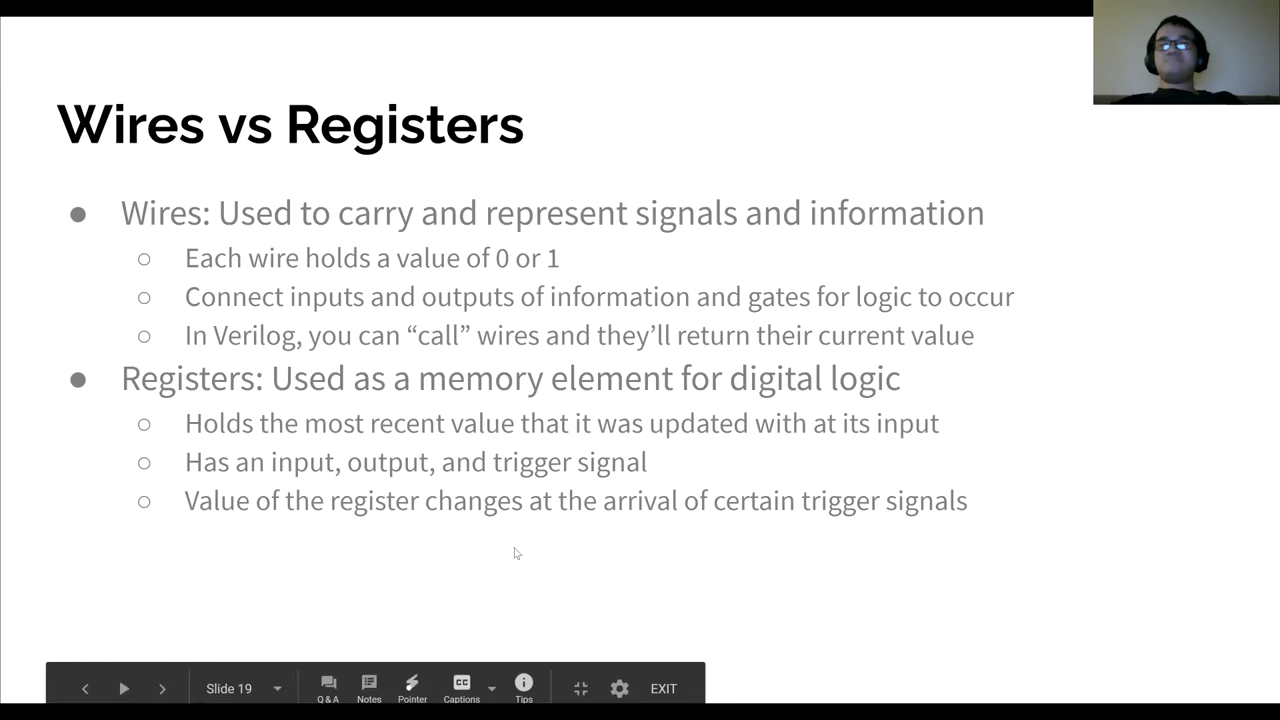 Wires vs Registers
● Wires: Used to carry and represent signals and information
○ Each wire holds a value of 0 or 1
○ Connect inputs and outputs of information and gates for logic to occur
○ In Verilog, you can “call” wires and they’ll return their current value
● Registers: Used as a memory element for digital logic
○ Holds the most recent value that it was updated with at its input
○ Has an input, output, and trigger signal
○ Value of the register changes at the arrival of certain trigger signals
Slide 19
Q & A Notes Pointer CC Captions Tips EXIT